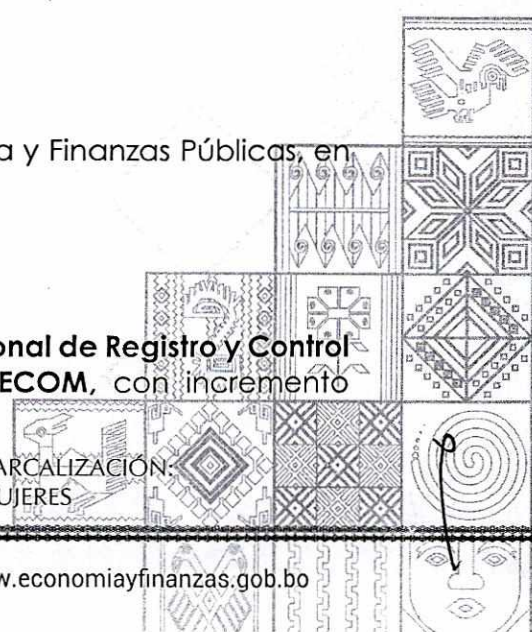 a y Finanzas Públicas, en
onal de Registro y Control
ECOM, con incremento
ARCALIZACIÓN:
UJERES
w.economiayfinanzas.gob.bo